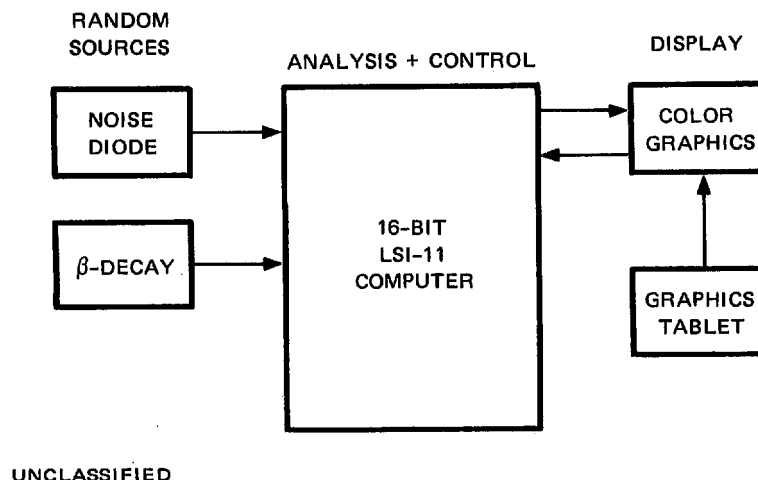 RANDOM
SOURCES
ANALYSIS + CONTROL
DISPLAY
NOISE
DIODE
β-DECAY
16-BIT
LSI-11
COMPUTER
COLOR
GRAPHICS
GRAPHICS
TABLET
UNCLASSIFIED